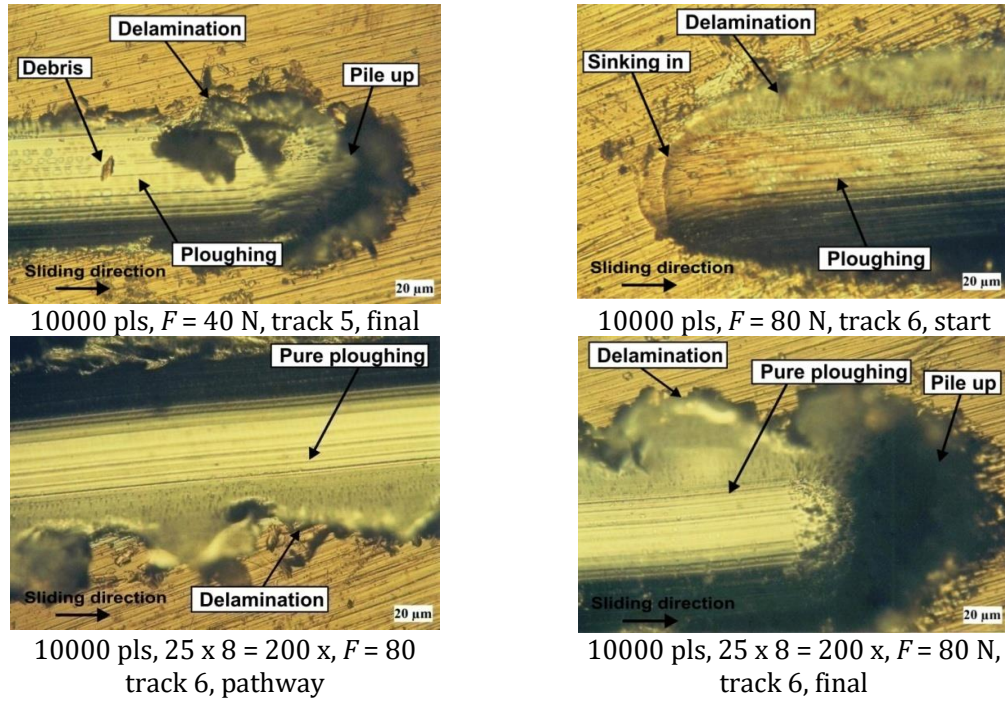 Delamination
Debris
Pile up
Ploughing
Sliding direction
20 µm
10000 pls, F = 40 N, track 5, final
Delamination
Sinking in
Ploughing
Sliding direction
20 µm
10000 pls, F = 80 N, track 6, start
Pure ploughing
Delamination
Sliding direction
20 µm
10000 pls, 25 x 8 = 200 x, F = 80
track 6, pathway
Delamination
Pure ploughing
Pile up
Sliding direction
20 µm
10000 pls, 25 x 8 = 200 x, F = 80 N,
track 6, final